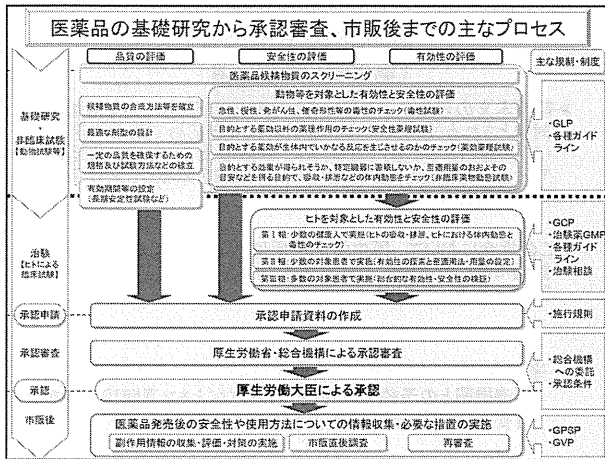 医薬品の基礎研究から承認審査、市販後までの主なプロセス
品質の評価
安全性の評価
有効性の評価
主な規制・制度
医薬品候補物質のスクリーニング
基礎研究
・
非臨床試験
【動物試験等】
候補物質の合成方法等を確立
最適な剤型の設計
一定の品質を確保するための
規格及び試験方法などの確立
有効期間等の設定
(長期安定性試験など)
動物等を対象とした有効性と安全性の評価
急性、慢性、発がん性、催奇形性等の毒性のチェック(毒性試験)
目的とする薬効以外の薬理作用のチェック(安全性薬理試験)
目的とする薬効が生体内でいかなる反応を生じさせるのかチェック(薬効薬理試験)
目的とする効果が得られそうか、特定臓器に蓄積しないか、至適用量のおおよその
目安などを得る目的で、吸収・排泄などの体内動態をチェック(非臨床薬物動態試験)
・GLP
・各種ガイド
ライン
治験
【ヒトによる
臨床試験】
ヒトを対象とした有効性と安全性の評価
第Ⅰ相:少数の健康人で実施(ヒトの吸収・排泄、ヒトにおける体内動態と
毒性のチェック)
第Ⅱ相:少数の対象患者で実施(有効性の探索と至適用法・用量の設定)
第Ⅲ相:多数の対象患者で実施(総合的な有効性・安全性の検証)
・GCP
・治験薬GMP
・各種ガイド
ライン
・治験相談
承認申請
承認申請資料の作成
・施行規則
承認審査
厚生労働省・総合機構による承認審査
・総合機構
への委託
・承認条件
承認
厚生労働大臣による承認
市販後
医薬品発売後の安全性や使用方法についての情報収集・必要な措置の実施
副作用情報の収集・評価・対策の実施
市販直後調査
再審査
・GPSP
・GVP